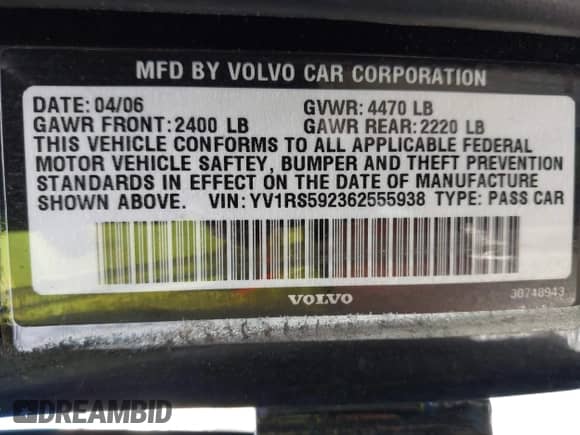 MFD BY VOLVO CAR CORPORATION
DATE: 04/06 GVWR: 4470 LB
GAWR FRONT: 2400 LB GAWR REAR: 2220 LB
THIS VEHICLE CONFORMS TO ALL APPLICABLE FEDERAL
MOTOR VEHICLE SAFTEY, BUMPER AND THEFT PREVENTION
STANDARDS IN EFFECT ON THE DATE OF MANUFACTURE
SHOWN ABOVE. VIN: YV1RS592362555938 TYPE: PASS CAR
VOLVO 30740943
DREAMBID